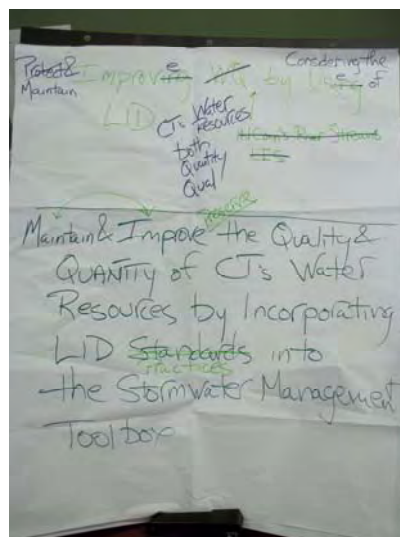 Protect & Improving WQ by Using Considering the
Maintain e e of
LID CT's Water Resources
both Quantity Qual
LIS
Maintain & Improve the Quality &
QUANTITY of CT's Water
Resources by Incorporating
LID Standards into
Practices
the Stormwater Management
Toolbox